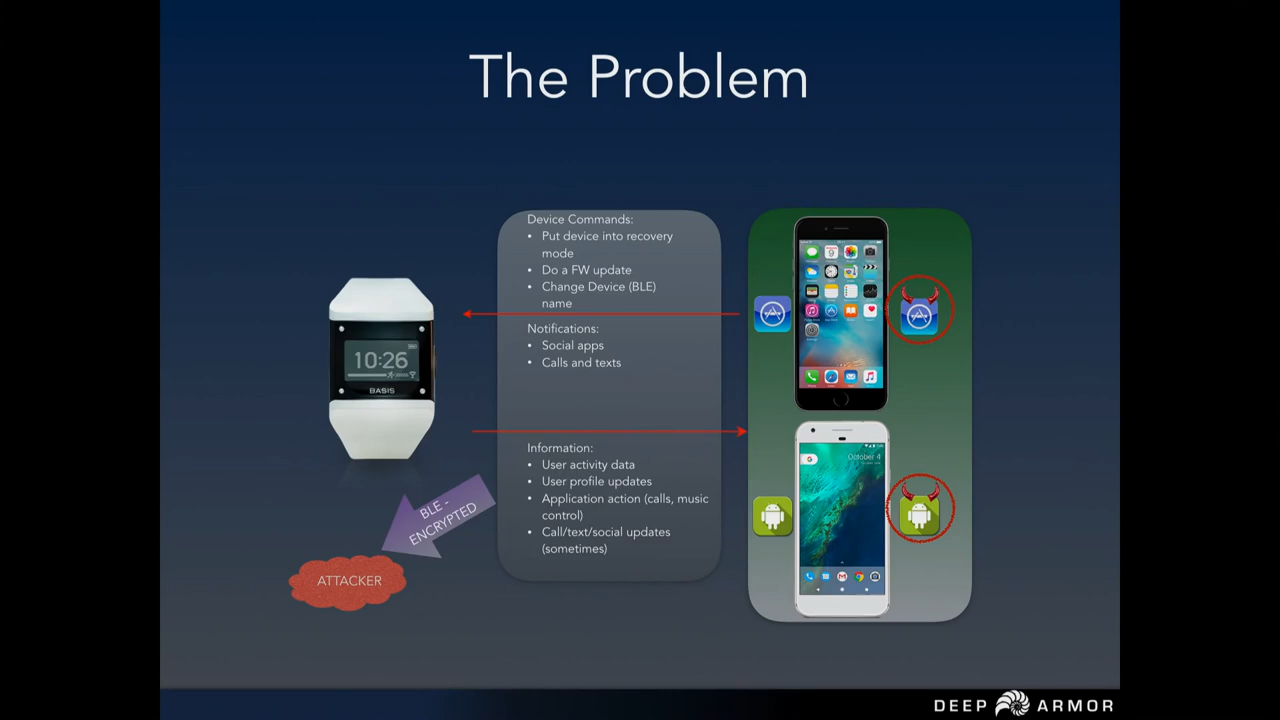 The Problem
Device Commands:
• Put device into recovery
mode
• Do a FW update
• Change Device (BLE)
name
Notifications:
• Social apps
• Calls and texts
Information:
• User activity data
• User profile updates
• Application action (calls, music
control)
• Call/text/social updates
(sometimes)
10:26
BASIS
BLE -
ENCRYPTED
ATTACKER
October 4
DEEP ARMOR